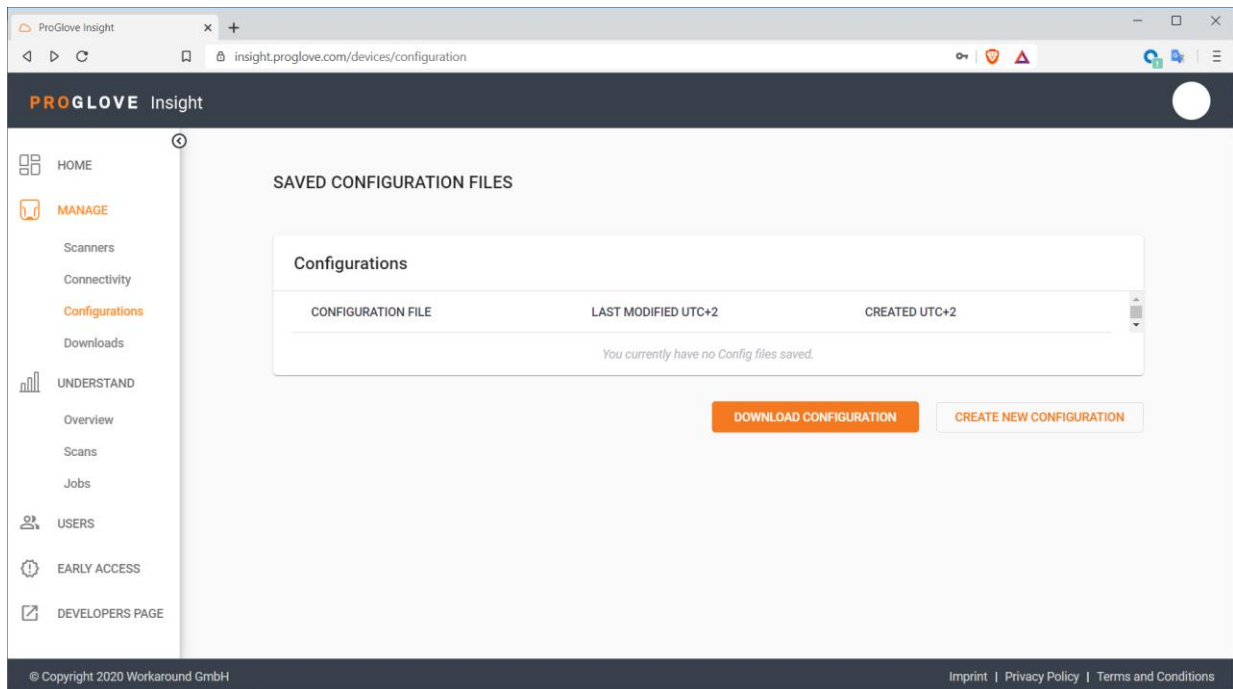 ProGlove Insight
insight.proglove.com/devices/configuration
PROGLOVE Insight
HOME
MANAGE
Scanners
Connectivity
Configurations
Downloads
UNDERSTAND
Overview
Scans
Jobs
USERS
EARLY ACCESS
DEVELOPERS PAGE
SAVED CONFIGURATION FILES
Configurations
CONFIGURATION FILE LAST MODIFIED UTC+2 CREATED UTC+2
You currently have no Config files saved.
DOWNLOAD CONFIGURATION CREATE NEW CONFIGURATION
© Copyright 2020 Workaround GmbH Imprint | Privacy Policy | Terms and Conditions